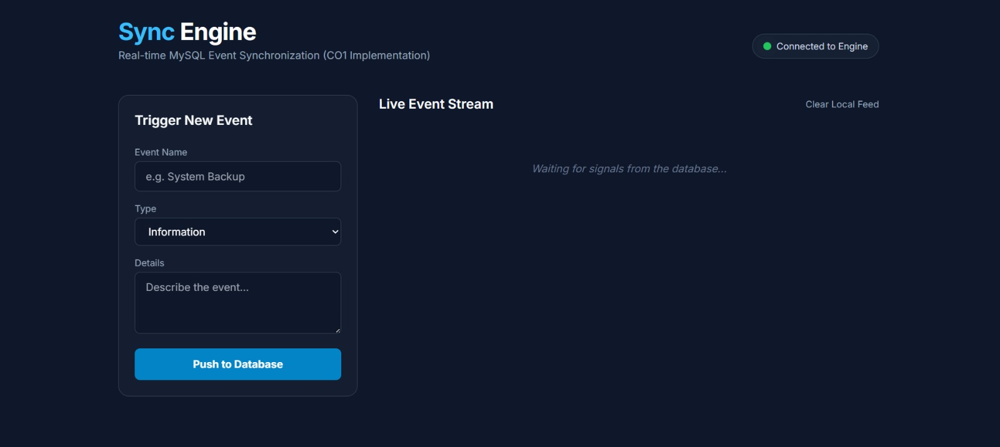 Sync Engine
Real-time MySQL Event Synchronization (CO1 Implementation)
Connected to Engine
Trigger New Event
Event Name
e.g. System Backup
Type
Information
Details
Describe the event...
Push to Database
Live Event Stream
Clear Local Feed
Waiting for signals from the database...